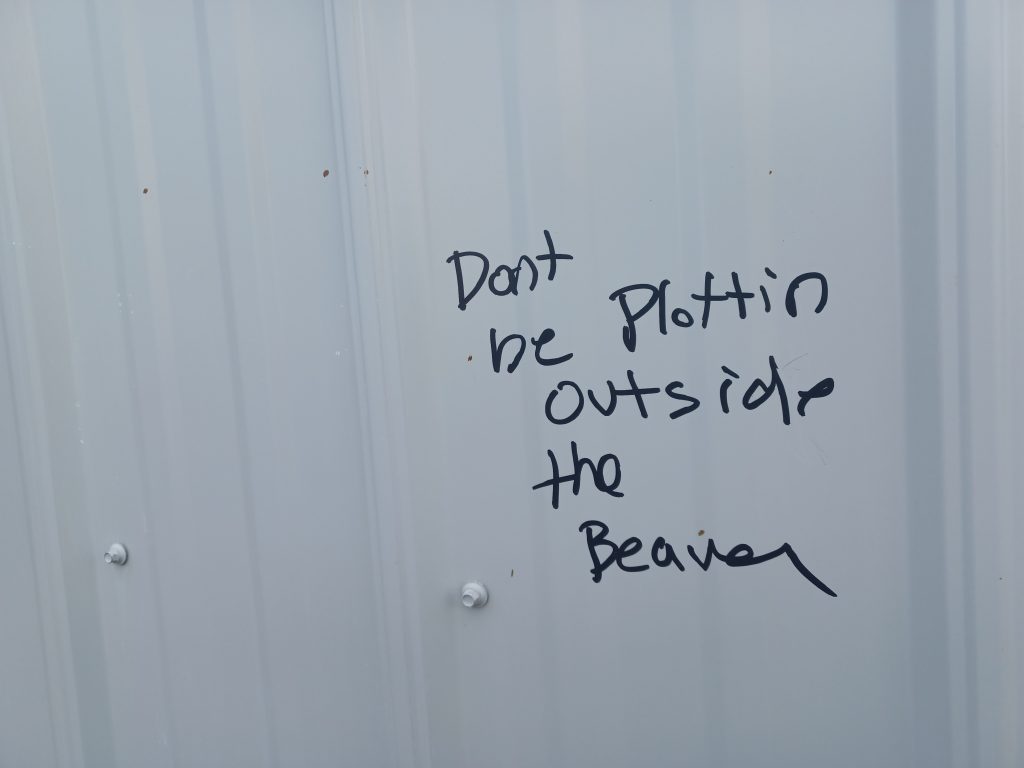 Dont
be Plottin
outside
the
Beaver